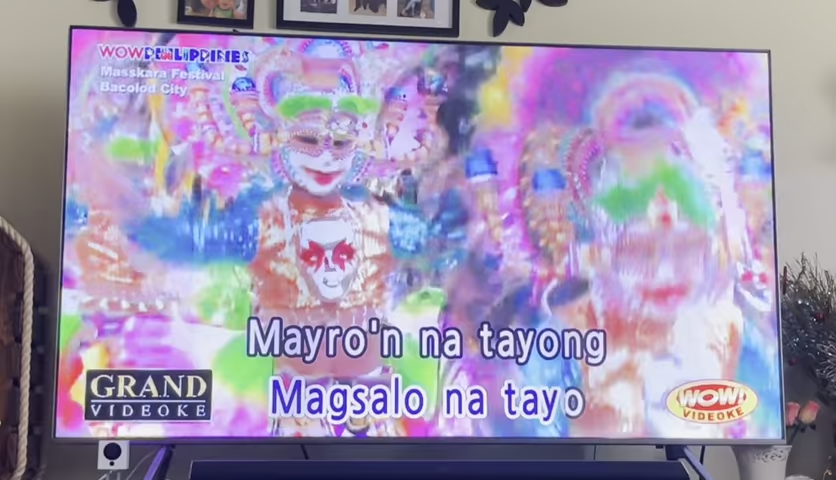 WOWPHILIPPINES
Masskara Festival
Bacolod City
Mayro'n na tayong
Magsalo na tayo
GRAND
VIDEOKE
WOW!
VIDEOKE